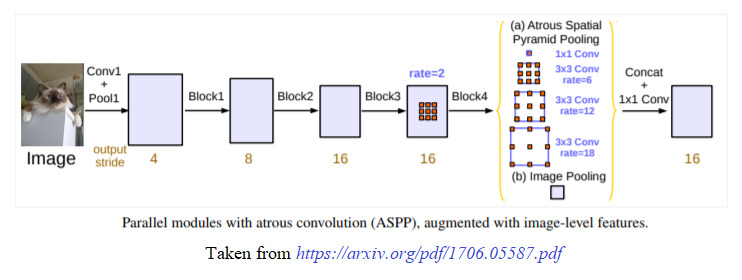 (a) Atrous Spatial
Pyramid Pooling
1x1 Conv
3x3 Conv
rate=6
3x3 Conv
rate=12
3x3 Conv
rate=18
(b) Image Pooling
Conv1
+
Pool1
Block1
Block2
rate=2
Block3
Block4
Concat
+
1x1 Conv
Image
output
stride
4
8
16
16
16
Parallel modules with atrous convolution (ASPP), augmented with image-level features.
Taken from https://arxiv.org/pdf/1706.05587.pdf